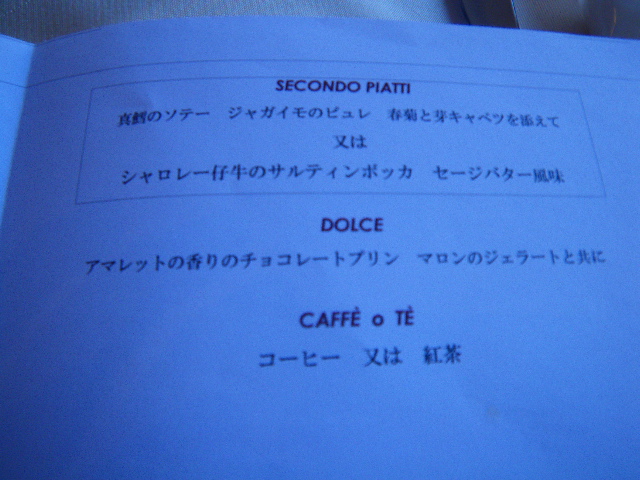 SECONDO PIATTI
真鱈のソテー　ジャガイモのピュレ　春菊と芽キャベツを添えて
又は
シャロレー仔牛のサルティンボッカ　セージバター風味
DOLCE
アマレットの香りのチョコレートプリン　マロンのジェラートと共に
CAFFÈ o TÈ
コーヒー　又は　紅茶